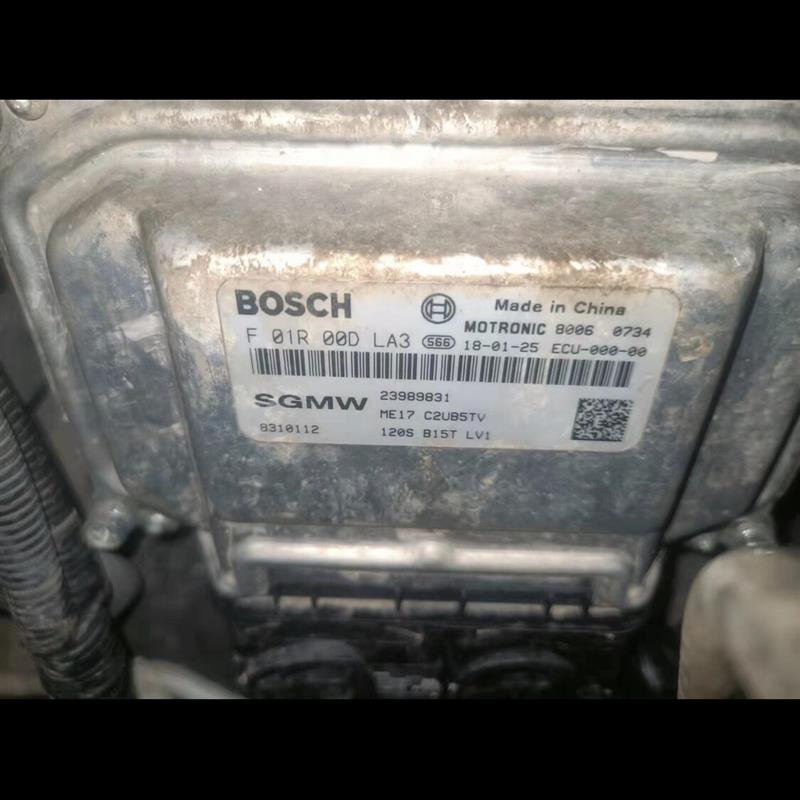 BOSCH
Made in China
MOTRONIC 8006 0734
F 01R 00D LA3 566 18-01-25 ECU-000-00
SGMW 23989831
ME17 C2UB5TV
8310112 120S B15T LV1